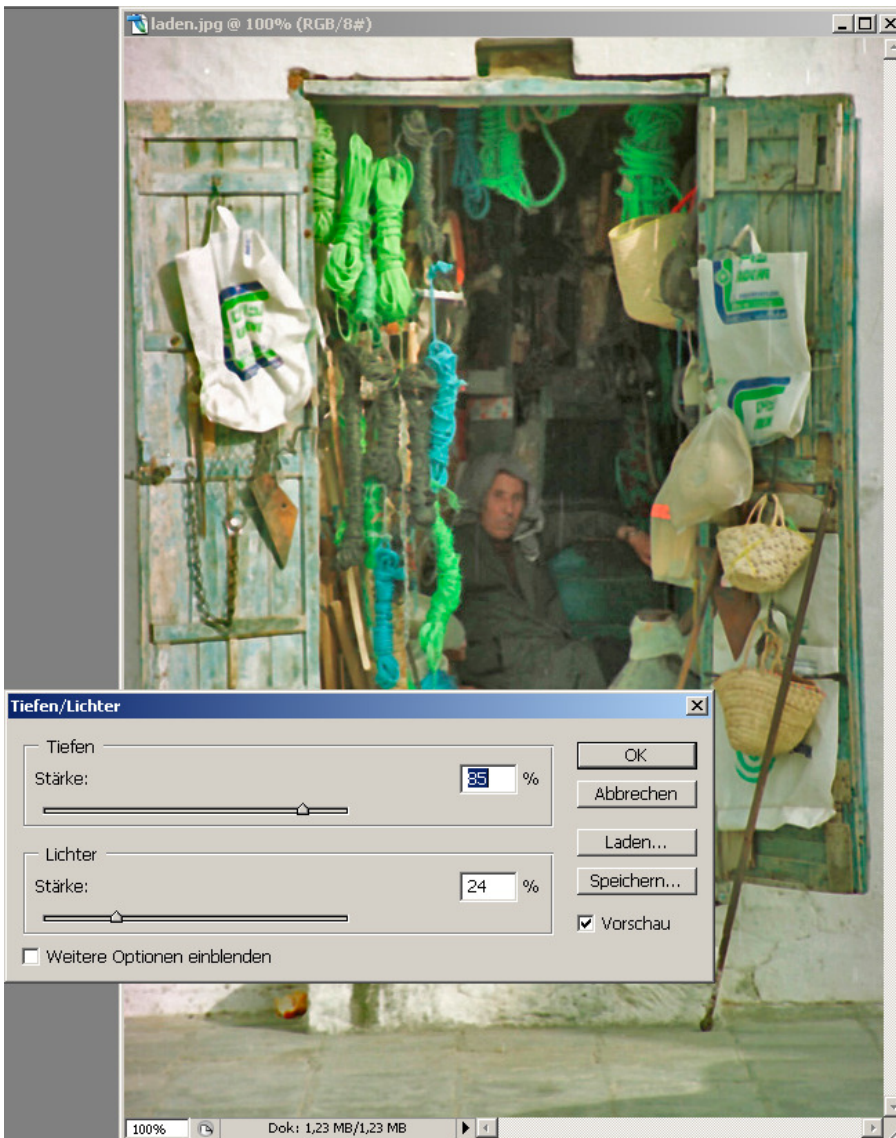 laden.jpg @ 100% (RGB/8#)
Tiefen/Lichter
Tiefen
Stärke:
85 %
OK
Abbrechen
Lichter
Stärke:
24 %
Laden...
Speichern...
Vorschau
Weitere Optionen einblenden
100%
Dok: 1,23 MB/1,23 MB